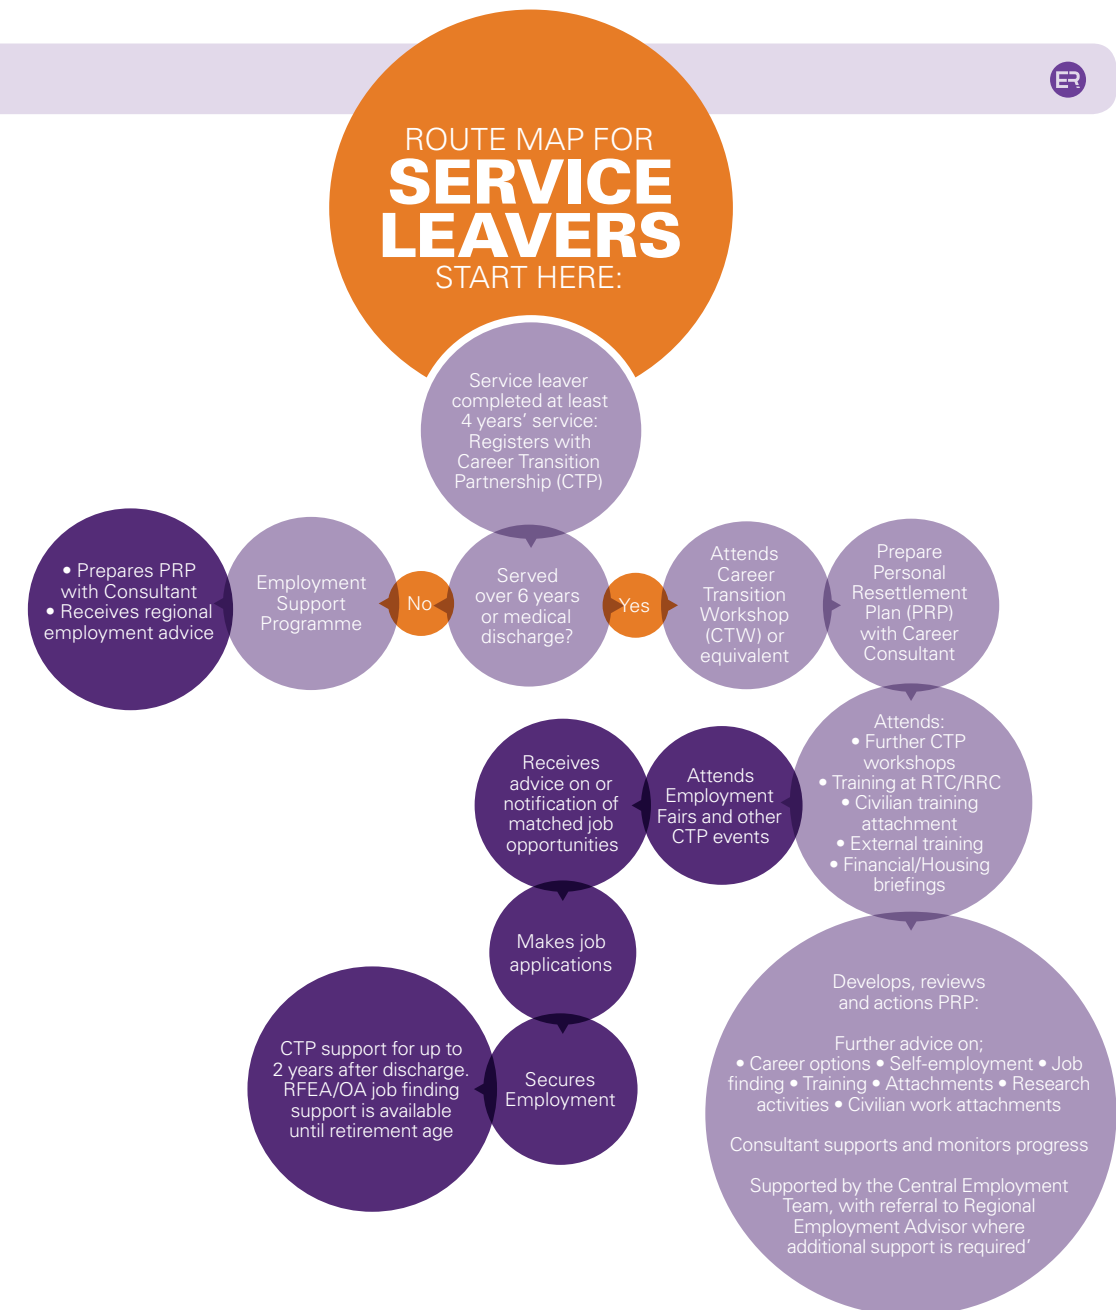 ER
ROUTE MAP FOR
SERVICE
LEAVERS
START HERE:
Service leaver
completed at least
4 years’ service:
Registers with
Career Transition
Partnership (CTP)
Served
over 6 years
or medical
discharge?
No
Employment
Support
Programme
• Prepares PRP
with Consultant
• Receives regional
employment advice
Yes
Attends
Career
Transition
Workshop
(CTW) or
equivalent
Prepare
Personal
Resettlement
Plan (PRP)
with Career
Consultant
Attends:
• Further CTP
workshops
• Training at RTC/RRC
• Civilian training
attachment
• External training
• Financial/Housing
briefings
Attends
Employment
Fairs and other
CTP events
Receives
advice on or
notification of
matched job
opportunities
Makes job
applications
Secures
Employment
CTP support for up to
2 years after discharge.
RFEA/OA job finding
support is available
until retirement age
Develops, reviews
and actions PRP:
Further advice on;
• Career options • Self-employment • Job
finding • Training • Attachments • Research
activities • Civilian work attachments
Consultant supports and monitors progress
Supported by the Central Employment
Team, with referral to Regional
Employment Advisor where
additional support is required’